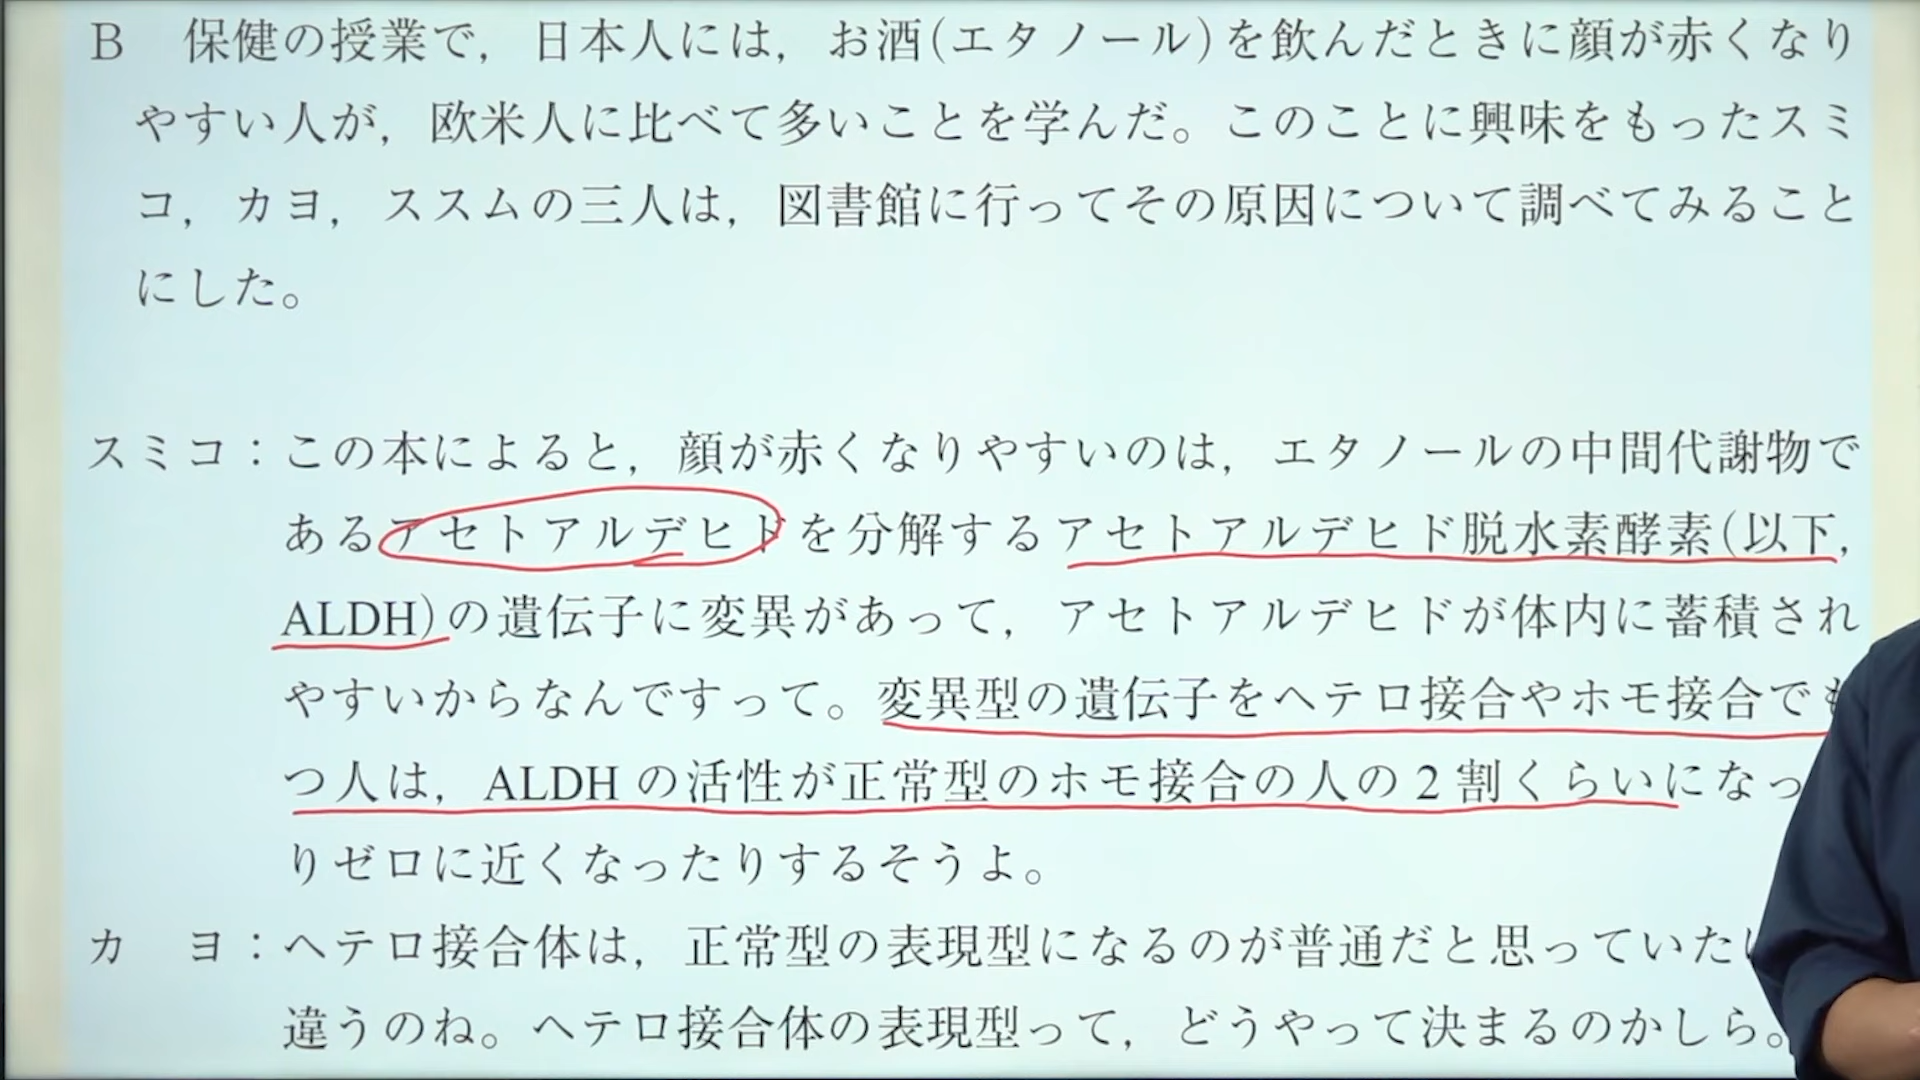 B 保健の授業で，日本人には，お酒(エタノール)を飲んだときに顔が赤くなり
やすい人が，欧米人に比べて多いことを学んだ。このことに興味をもったスミ
コ，カヨ，ススムの三人は，図書館に行ってその原因について調べてみること
にした。
スミコ：この本によると，顔が赤くなりやすいのは，エタノールの中間代謝物で
あるアセトアルデヒドを分解するアセトアルデヒド脱水素酵素(以下，
ALDH)の遺伝子に変異があって，アセトアルデヒドが体内に蓄積され
やすいからなんですって。変異型の遺伝子をヘテロ接合やホモ接合でも
つ人は，ALDHの活性が正常型のホモ接合の人の2割くらいになっ
りゼロに近くなったりするそうよ。
カ ヨ：ヘテロ接合体は，正常型の表現型になるのが普通だと思っていた
違うのね。ヘテロ接合体の表現型って，どうやって決まるのかしら。